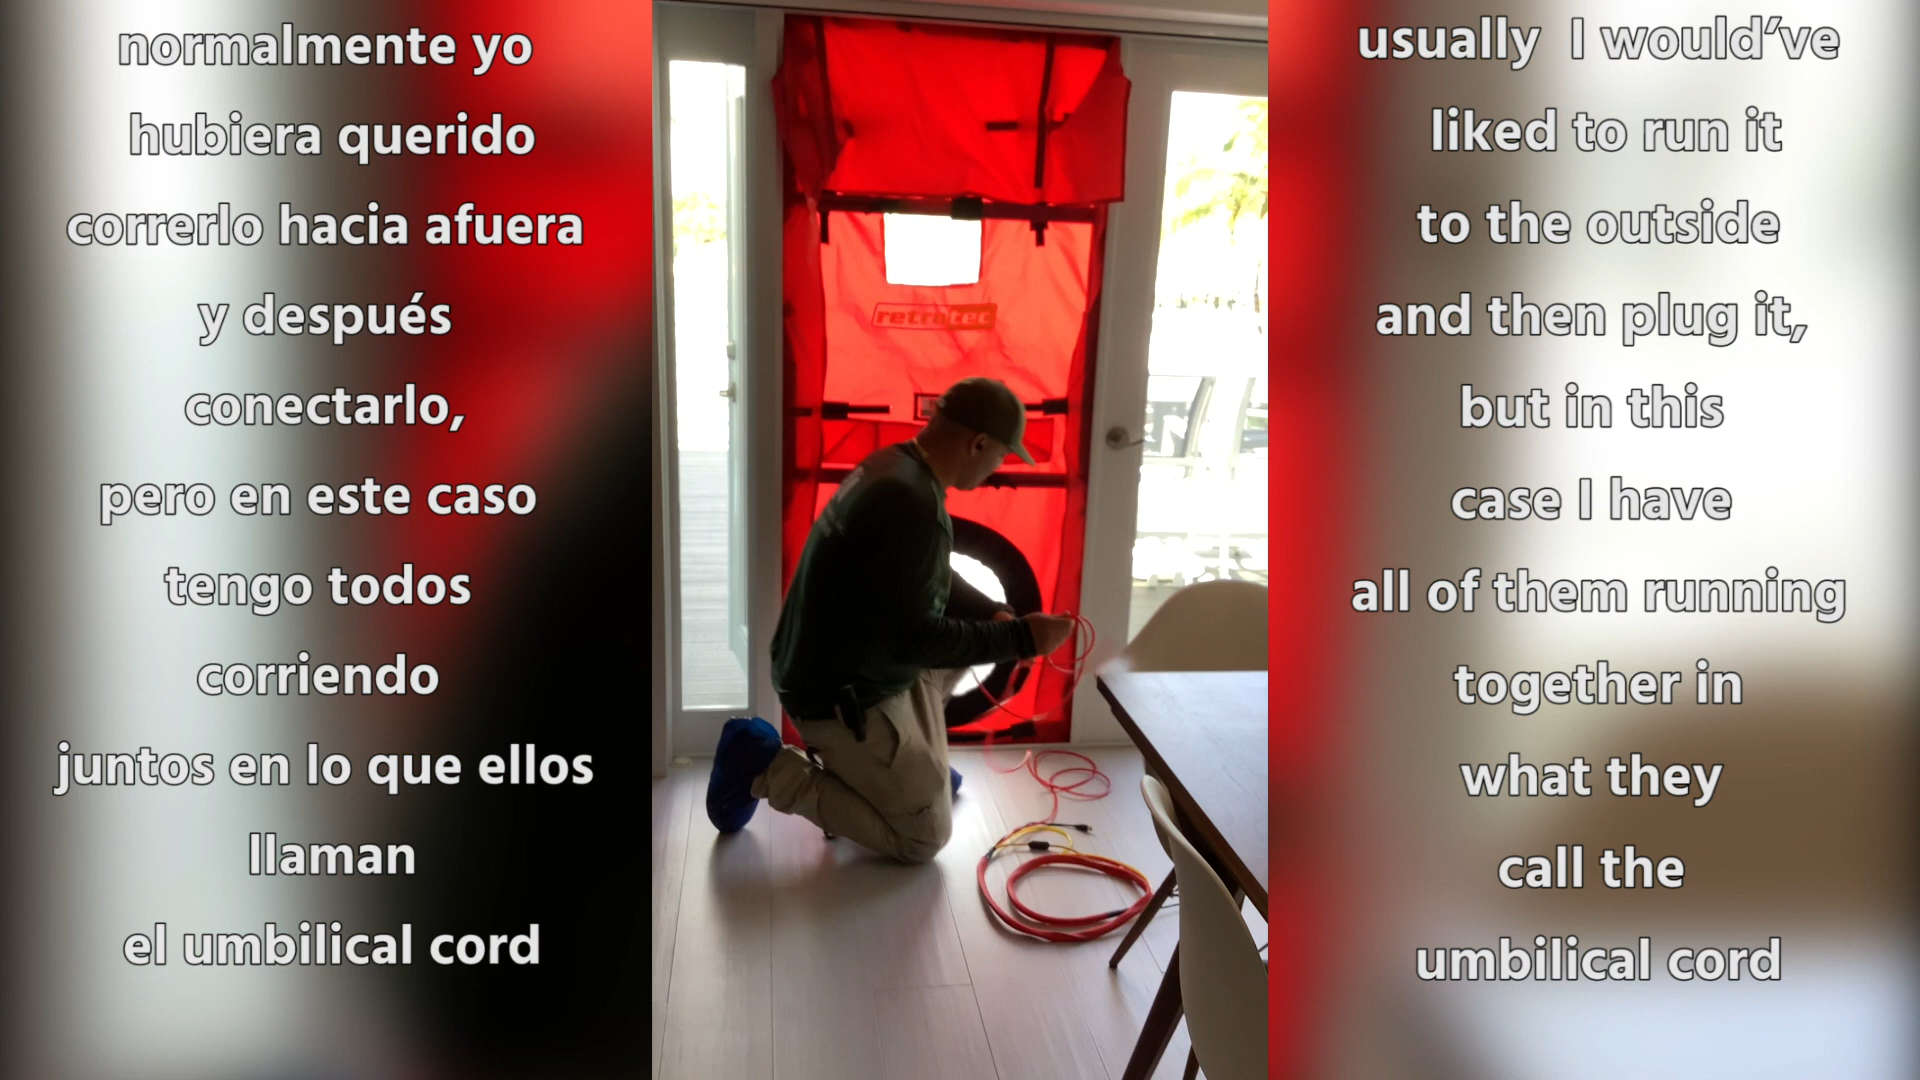 normalmente yo
hubiera querido
correrlo hacia afuera
y después
conectarlo,
pero en este caso
tengo todos
corriendo
juntos en lo que ellos
llaman
el umbilical cord
retrotec
usually I would’ve
liked to run it
to the outside
and then plug it,
but in this
case I have
all of them running
together in
what they
call the
umbilical cord